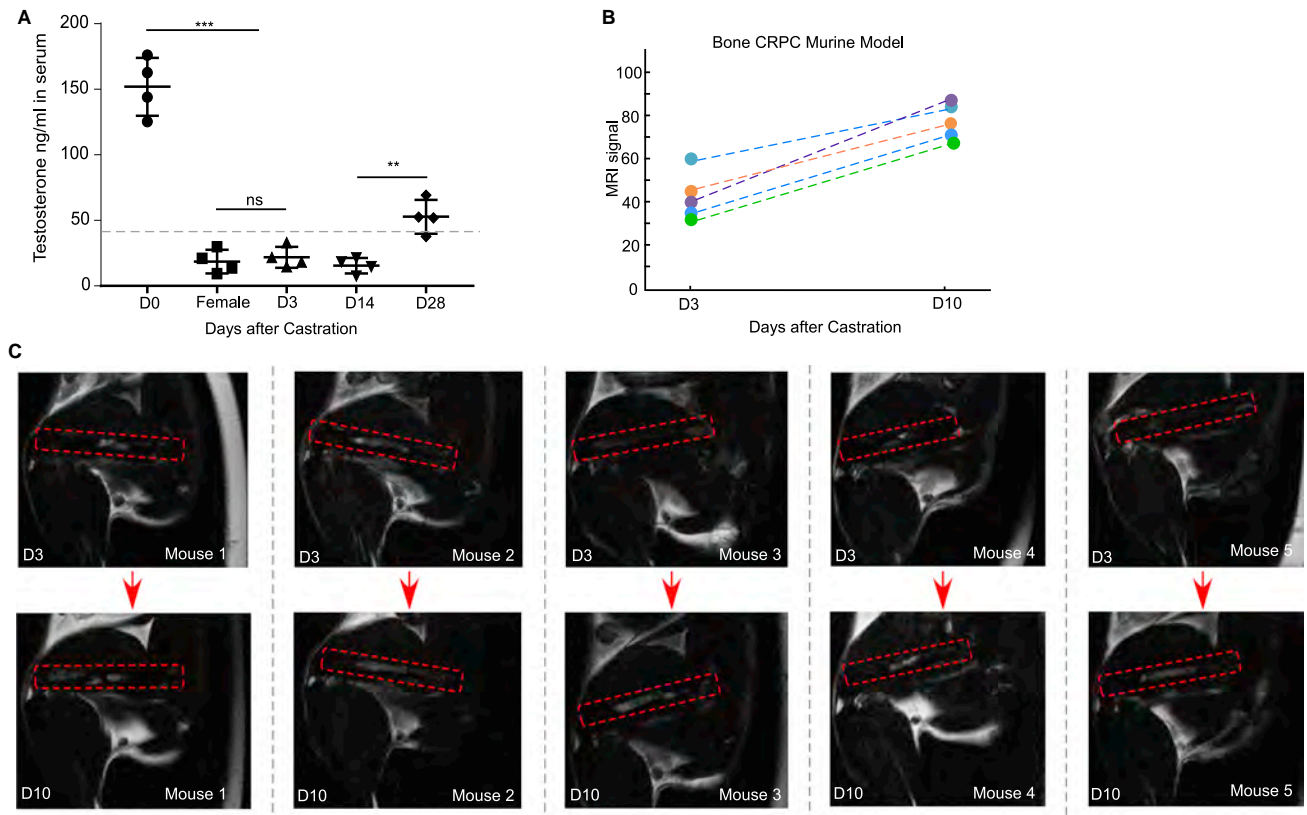 A
Testosterone ng/ml in serum
200
150
100
50
0
***
ns
**
D0 Female D3 D14 D28
Days after Castration
B
Bone CRPC Murine Model
MRI signal
100
80
60
40
20
0
D3 D10
Days after Castration
C
D3 Mouse 1
D3 Mouse 2
D3 Mouse 3
D3 Mouse 4
D3 Mouse 5
D10 Mouse 1
D10 Mouse 2
D10 Mouse 3
D10 Mouse 4
D10 Mouse 5